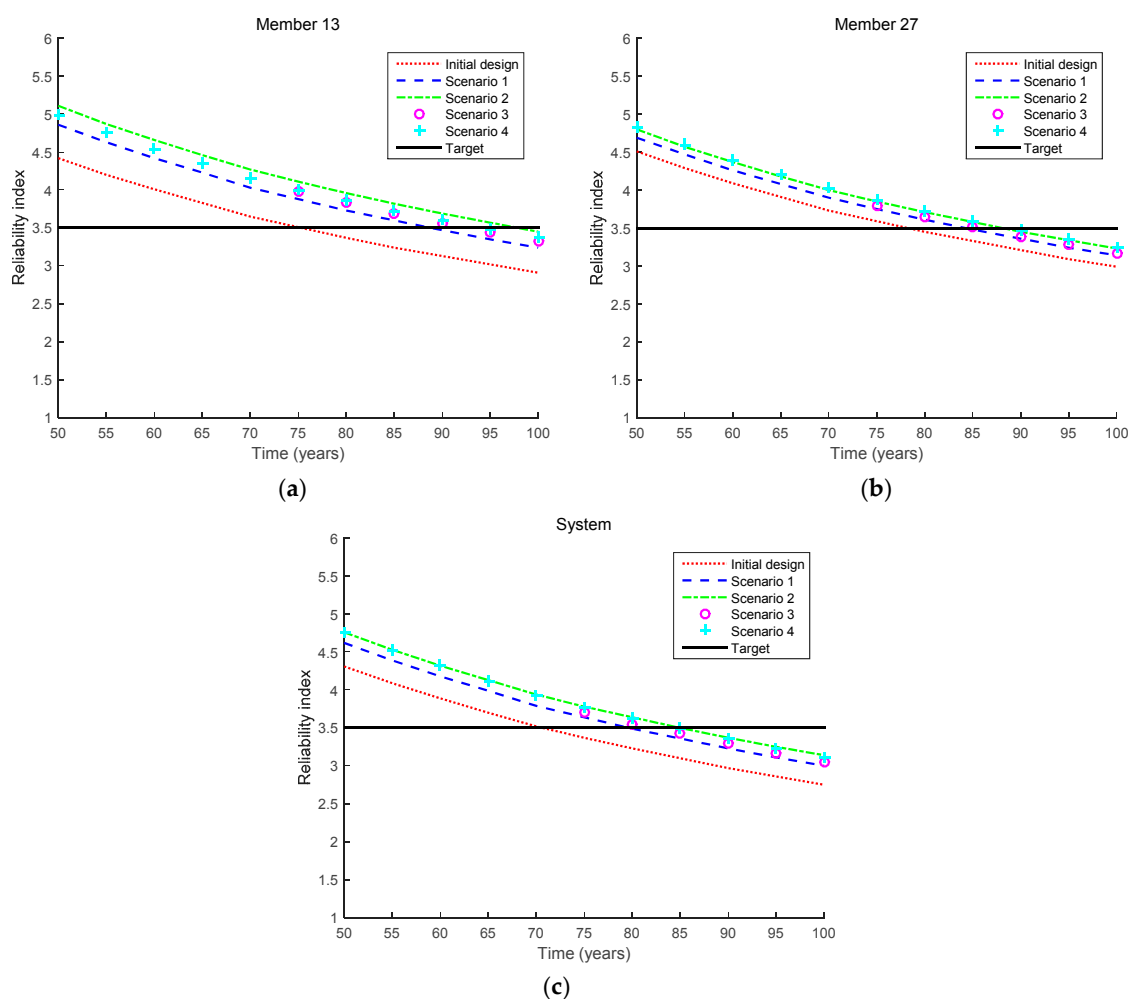 Member 13
Reliability index
6
5.5
5
4.5
4
3.5
3
2.5
2
1.5
1
Initial design
Scenario 1
Scenario 2
Scenario 3
Scenario 4
Target
50 55 60 65 70 75 80 85 90 95 100
Time (years)
(a)
Member 27
Reliability index
6
5.5
5
4.5
4
3.5
3
2.5
2
1.5
1
Initial design
Scenario 1
Scenario 2
Scenario 3
Scenario 4
Target
50 55 60 65 70 75 80 85 90 95 100
Time (years)
(b)
System
Reliability index
6
5.5
5
4.5
4
3.5
3
2.5
2
1.5
1
Initial design
Scenario 1
Scenario 2
Scenario 3
Scenario 4
Target
50 55 60 65 70 75 80 85 90 95 100
Time (years)
(c)